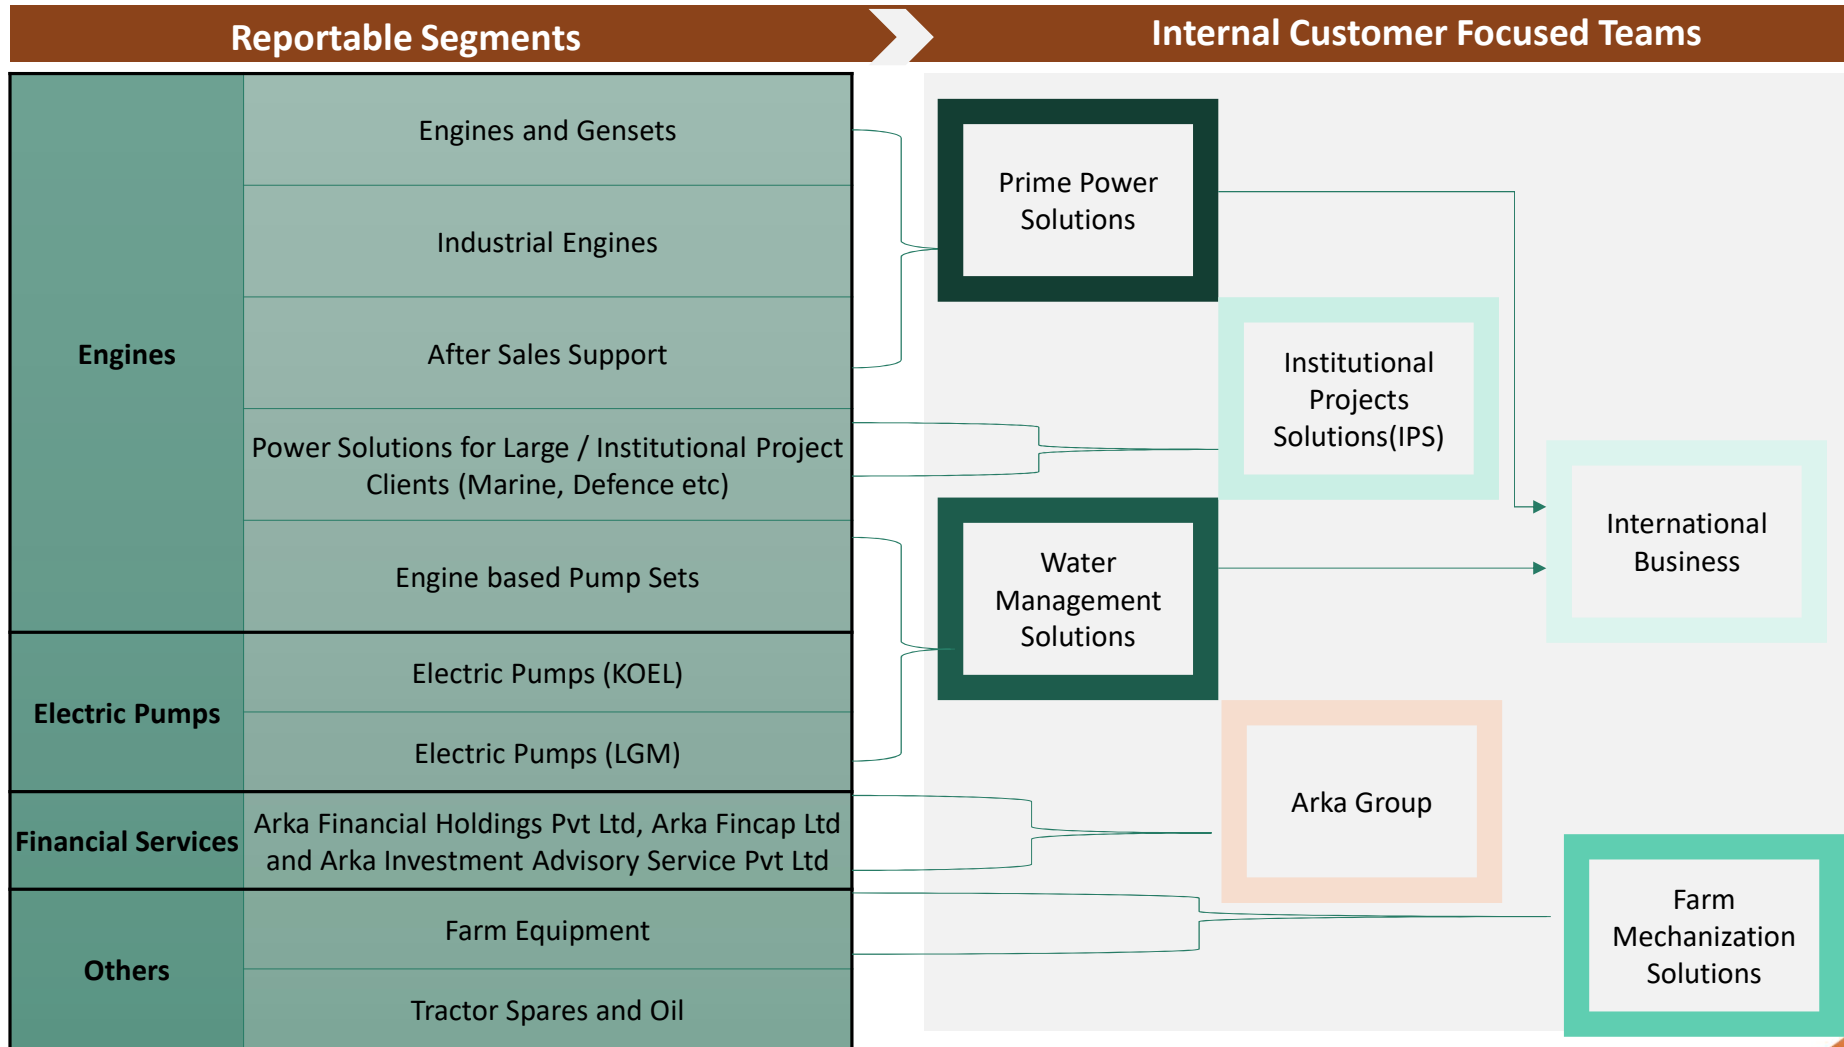 Reportable Segments
Internal Customer Focused Teams
Engines
Engines and Gensets
Industrial Engines
After Sales Support
Power Solutions for Large / Institutional Project
Clients (Marine, Defence etc)
Engine based Pump Sets
Electric Pumps
Electric Pumps (KOEL)
Electric Pumps (LGM)
Financial Services
Arka Financial Holdings Pvt Ltd, Arka Fincap Ltd
and Arka Investment Advisory Service Pvt Ltd
Others
Farm Equipment
Tractor Spares and Oil
Prime Power
Solutions
Institutional
Projects
Solutions(IPS)
Water
Management
Solutions
International
Business
Arka Group
Farm
Mechanization
Solutions